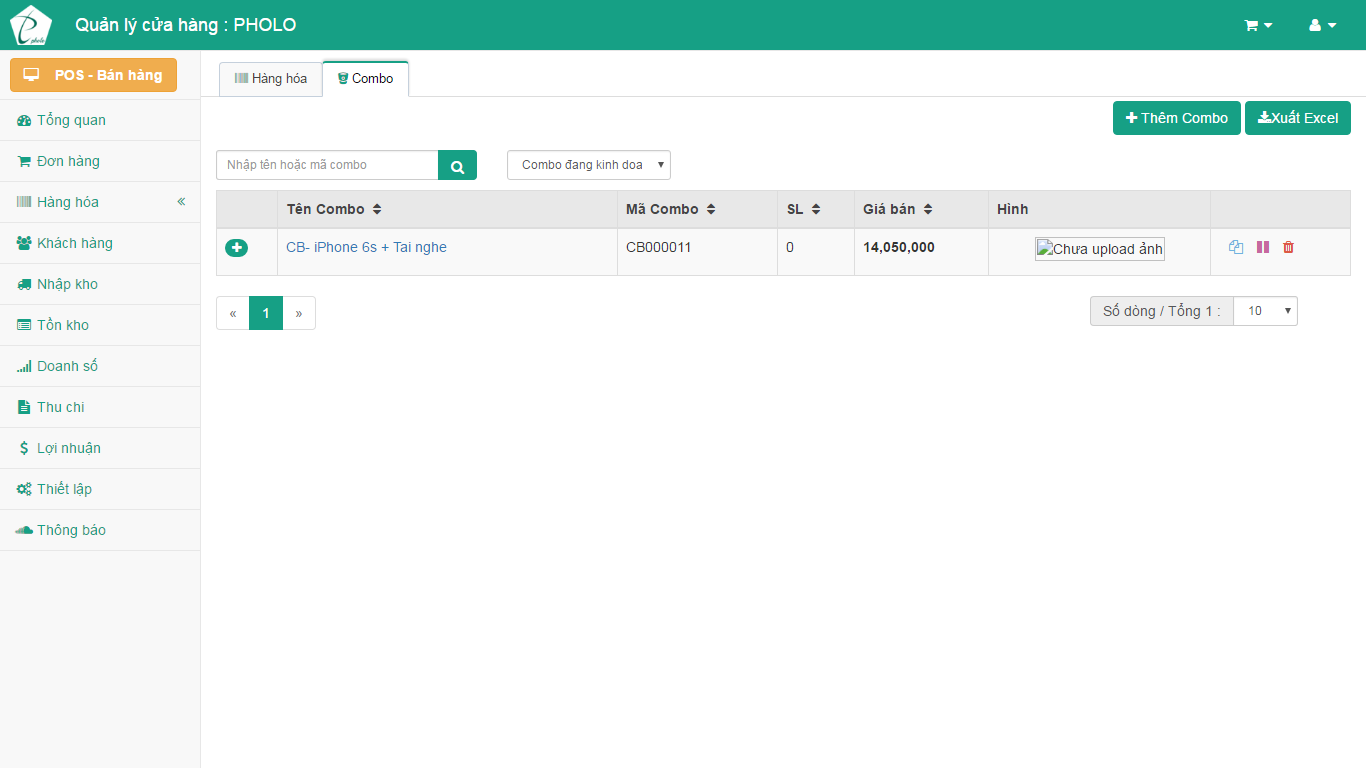 pholo
Quản lý cửa hàng : PHOLO
POS - Bán hàng
Tổng quan
Đơn hàng
Hàng hóa «
Khách hàng
Nhập kho
Tồn kho
Doanh số
Thu chi
Lợi nhuận
Thiết lập
Thông báo
Hàng hóa
Combo
Thêm Combo
Xuất Excel
Nhập tên hoặc mã combo
Combo đang kinh doa
Tên Combo Mã Combo SL Giá bán Hình
CB- iPhone 6s + Tai nghe CB000011 0 14,050,000 Chưa upload ảnh
« 1 »
Số dòng / Tổng 1 : 10